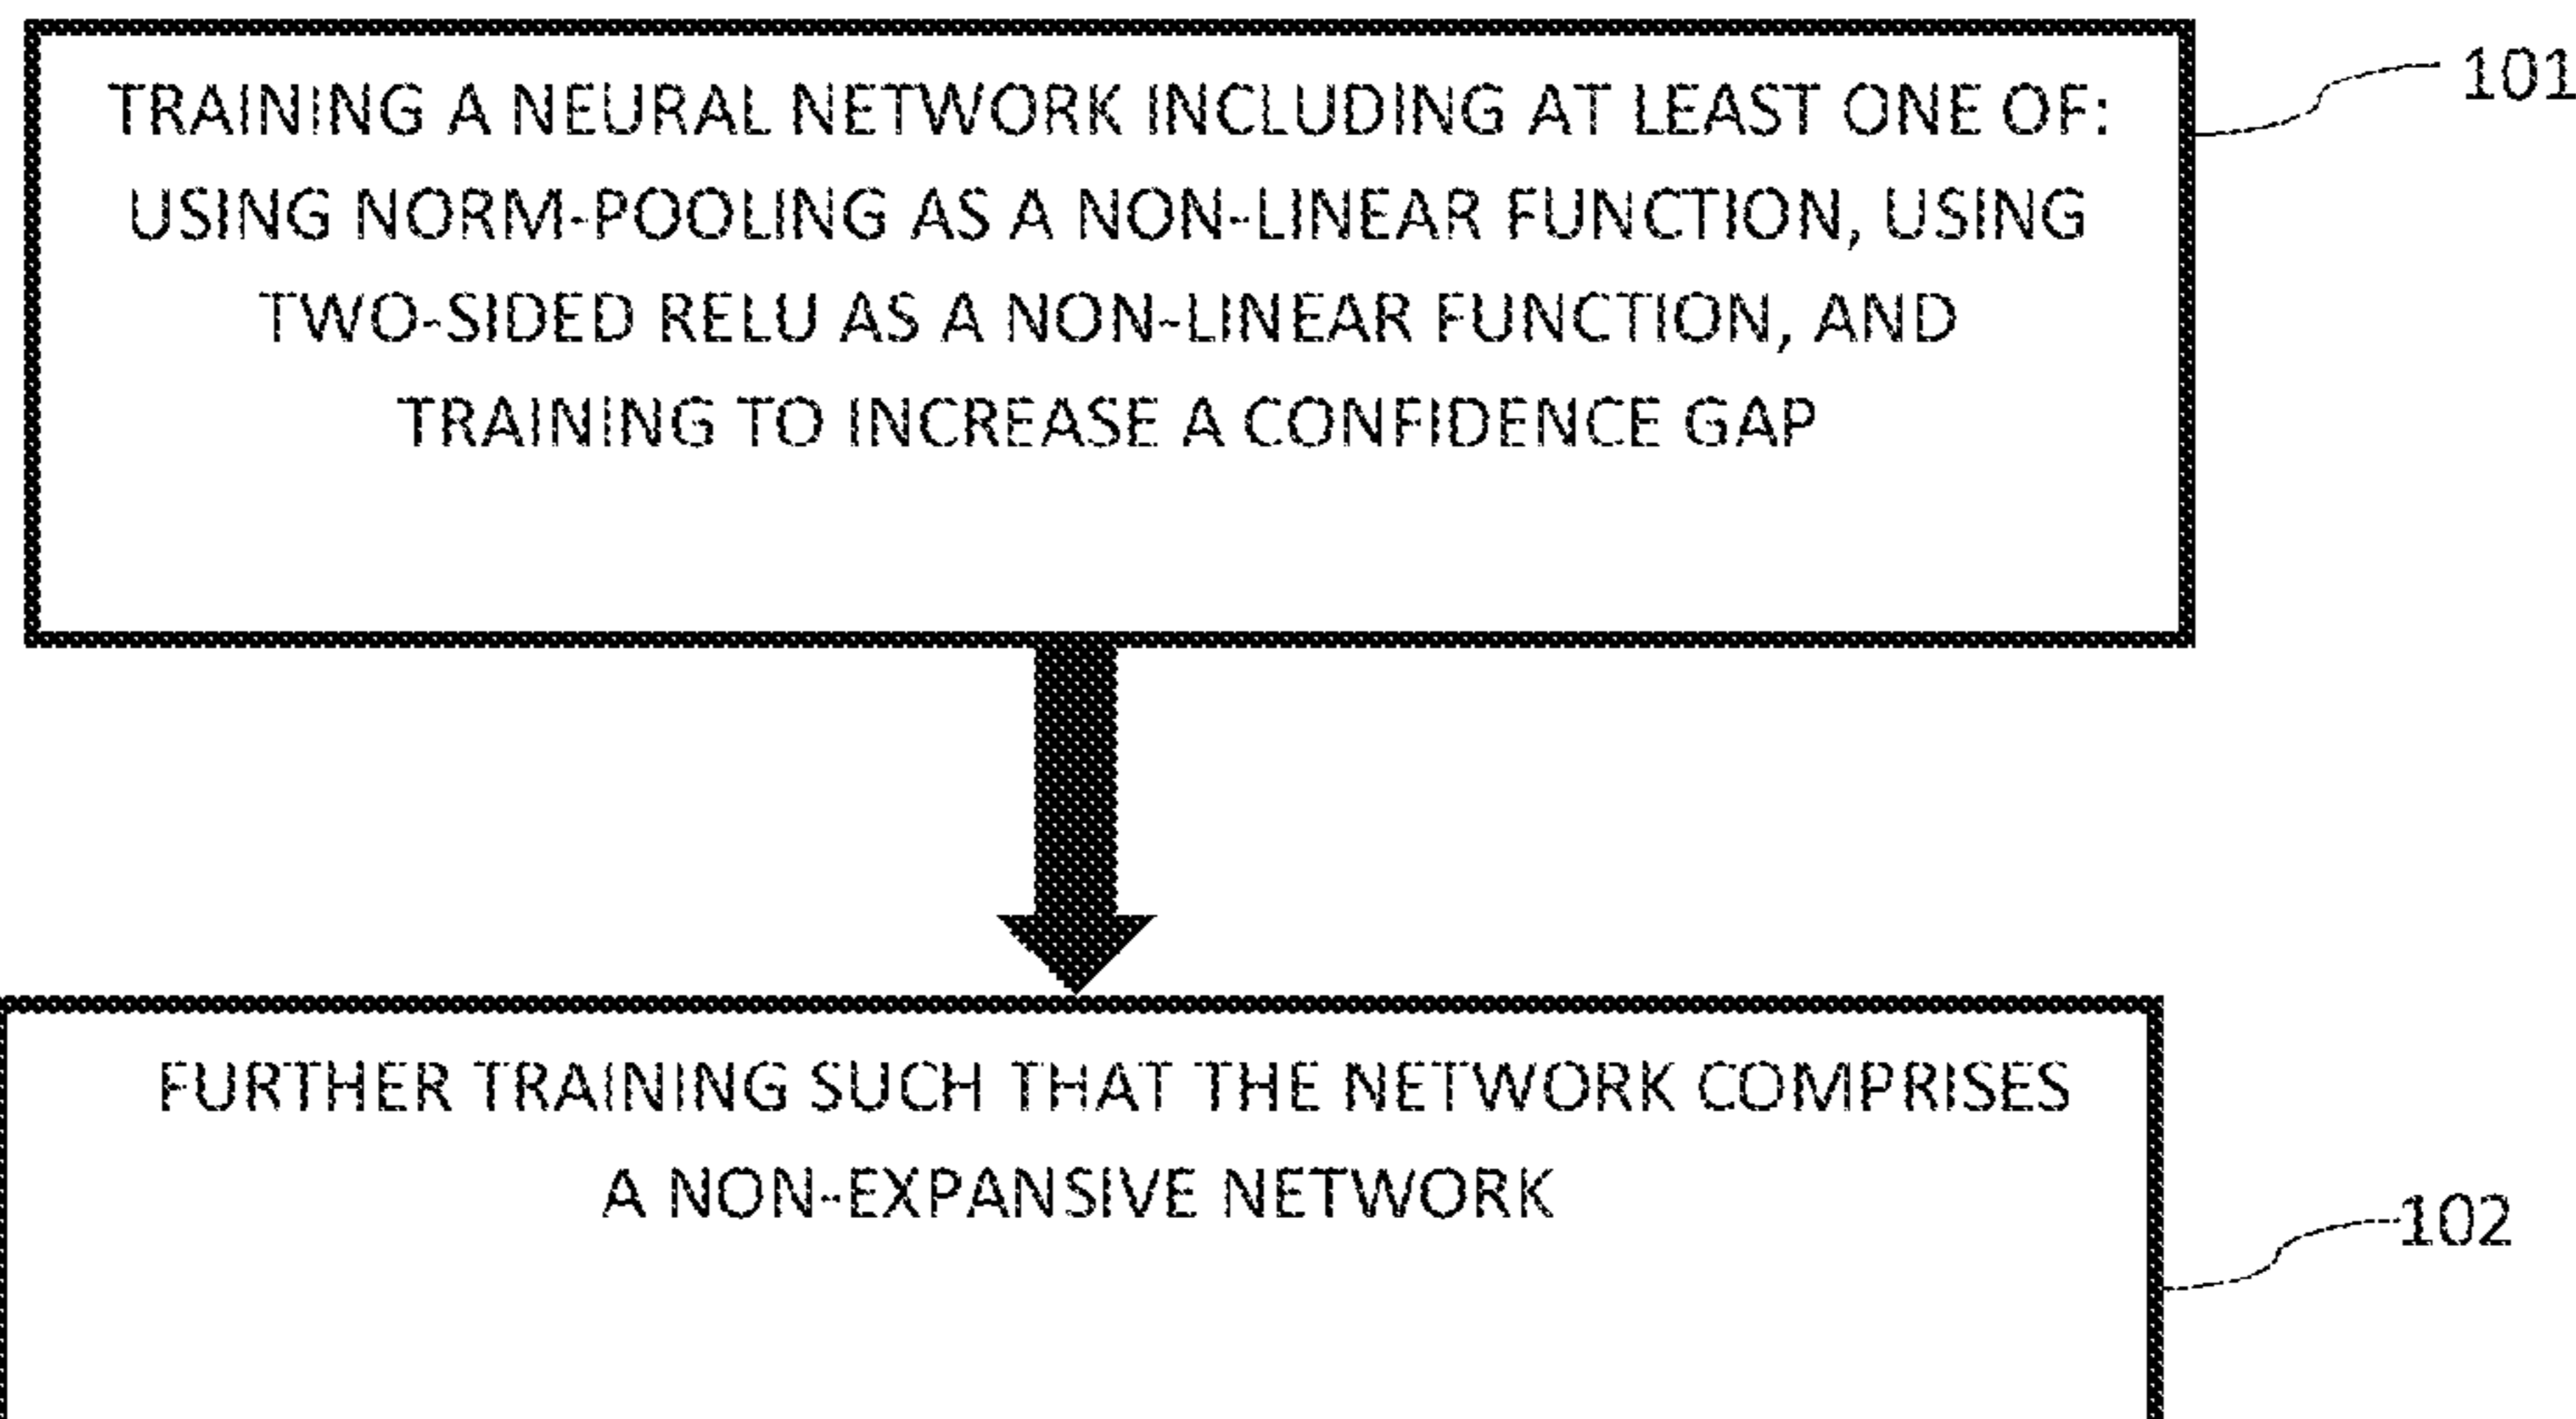 TRAINING A NEURAL NETWORK INCLUDING AT LEAST ONE OF:
USING NORM-POOLING AS A NON-LINEAR FUNCTION, USING
TWO-SIDED RELU AS A NON-LINEAR FUNCTION, AND
TRAINING TO INCREASE A CONFIDENCE GAP
101
FURTHER TRAINING SUCH THAT THE NETWORK COMPRISES
A NON-EXPANSIVE NETWORK
102